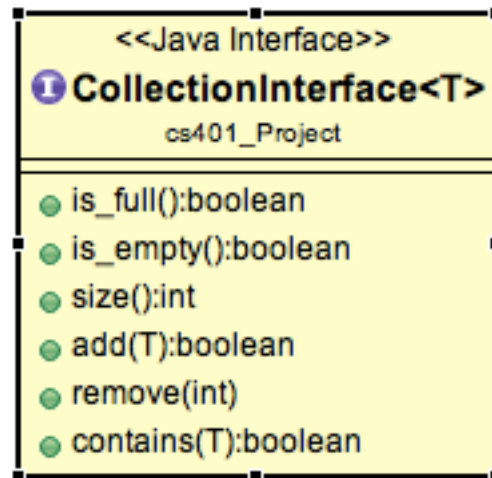 <<Java Interface>>
I CollectionInterface<T>
cs401_Project
is_full():boolean
is_empty():boolean
size():int
add(T):boolean
remove(int)
contains(T):boolean